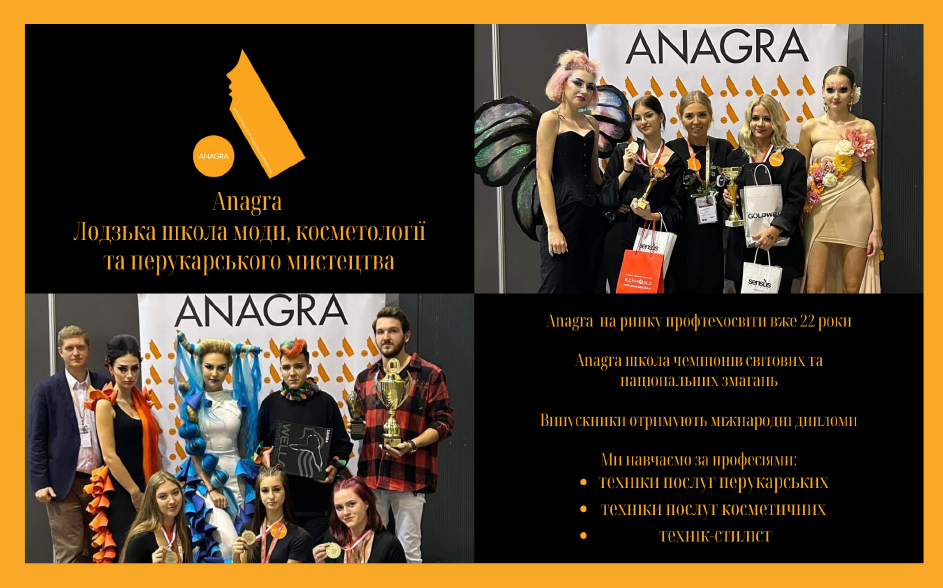 ANAGRA
Anagra
Лодзька школа моди, косметології
та перукарського мистецтва
ANAGRA
GOLDWELL
sensus
sensus
ANAGRA
WELL
Anagra на ринку профтехосвіти вже 22 роки
Anagra школа чемпіонів світових та
національних змагань
Випускники отримують міжнародні дипломи
Ми навчаємо за професіями:
• техніки послуг перукарських
• техніки послуг косметичних
• технік-стиліст